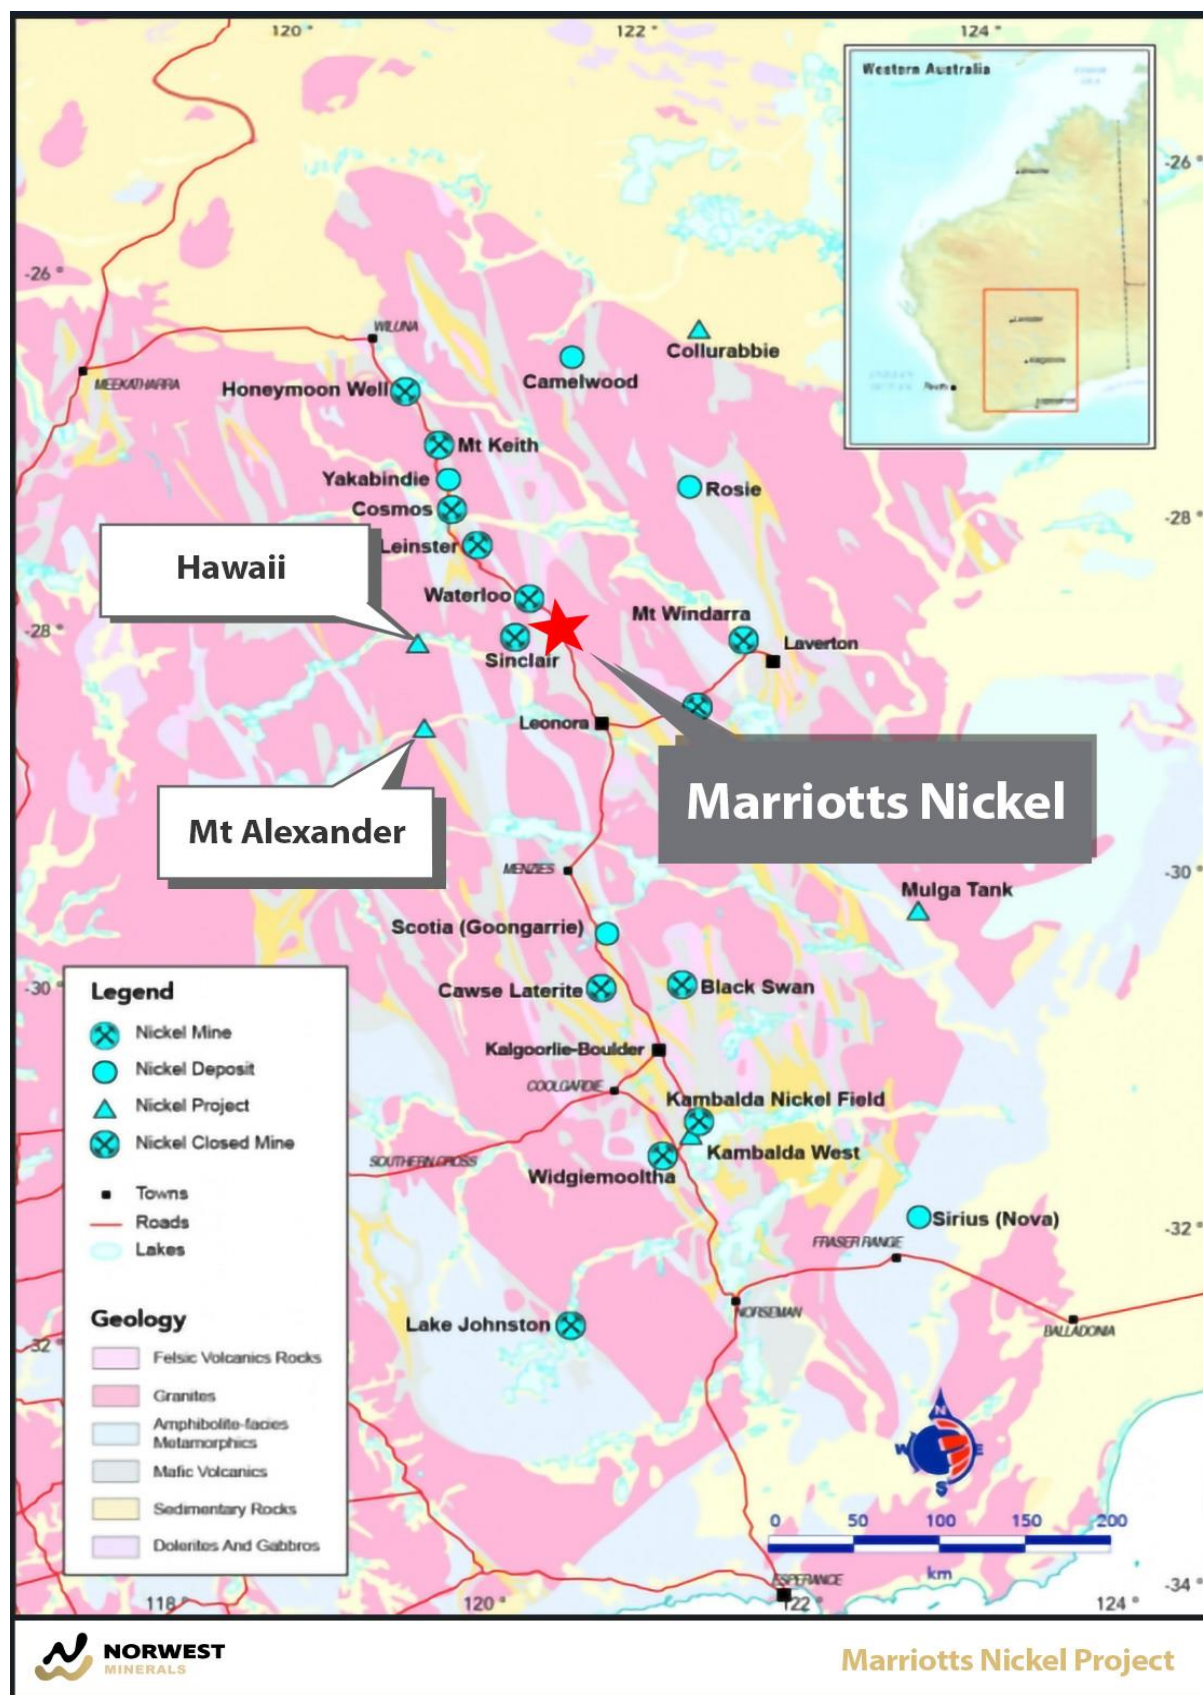 120 °
122 °
124 °
Western Australia
-26 °
-26 °
WILUNA
Collurabbie
MEEKATHARRA
Honeymoon Well
Camelwood
Perth
Mt Keith
Yakabindie
Rosie
Cosmos
-28 °
Hawaii
Leinster
Waterloo
Mt Windarra
-28 °
Laverton
Sinclair
Leonora
Marriotts Nickel
Mt Alexander
MENZIES
-30 °
Mulga Tank
Scotia (Goongarrie)
-30 °
Cawse Laterite
Black Swan
Kalgoorlie-Boulder
COOLGARDIE
Kambalda Nickel Field
Kambalda West
SOUTHERN CROSS
Widgiemooltha
Sirius (Nova)
-32 °
FRASER RANGE
NORSEMAN
Lake Johnston
BALLADONIA
-32 °
Legend
Nickel Mine
Nickel Deposit
Nickel Project
Nickel Closed Mine
Towns
Roads
Lakes
Geology
Felsic Volcanics Rocks
Granites
Amphibolite-facies
Metamorphics
Mafic Volcanics
Sedimentary Rocks
Dolerites And Gabbros
N
W
E
S
0 50 100 150 200
km
ESPERANCE
-34 °
118 °
120 °
122 °
124 °
NORWEST
MINERALS
Marriotts Nickel Project